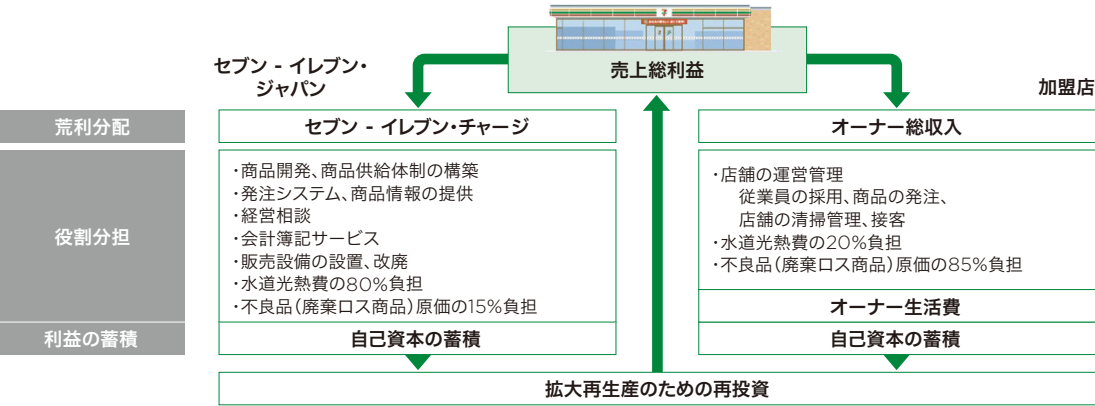 売上総利益
セブン - イレブン・
ジャパン
加盟店
荒利分配
セブン - イレブン・チャージ
オーナー総収入
役割分担
・商品開発、商品供給体制の構築
・発注システム、商品情報の提供
・経営相談
・会計簿記サービス
・販売設備の設置、改廃
・水道光熱費の80%負担
・不良品(廃棄ロス商品)原価の15%負担
・店舗の運営管理
従業員の採用、商品の発注、
店舗の清掃管理、接客
・水道光熱費の20%負担
・不良品(廃棄ロス商品)原価の85%負担
オーナー生活費
利益の蓄積
自己資本の蓄積
自己資本の蓄積
拡大再生産のための再投資